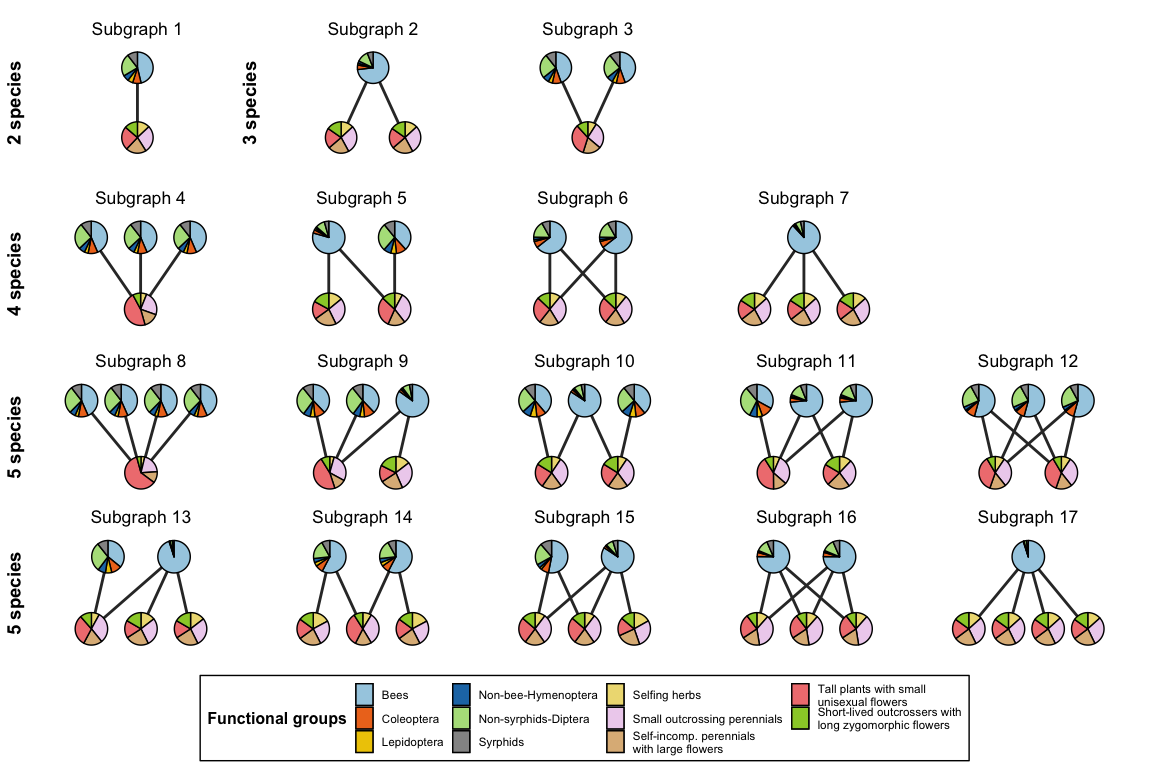 Subgraph 1
Subgraph 2
Subgraph 3
2 species
3 species
Subgraph 4
Subgraph 5
Subgraph 6
Subgraph 7
4 species
Subgraph 8
Subgraph 9
Subgraph 10
Subgraph 11
Subgraph 12
5 species
Subgraph 13
Subgraph 14
Subgraph 15
Subgraph 16
Subgraph 17
5 species
Functional groups
Bees
Coleoptera
Lepidoptera
Non-bee-Hymenoptera
Non-syrphids-Diptera
Syrphids
Selfing herbs
Small outcrossing perennials
Self-incomp. perennials
with large flowers
Tall plants with small
unisexual flowers
Short-lived outcrossers with
long zygomorphic flowers